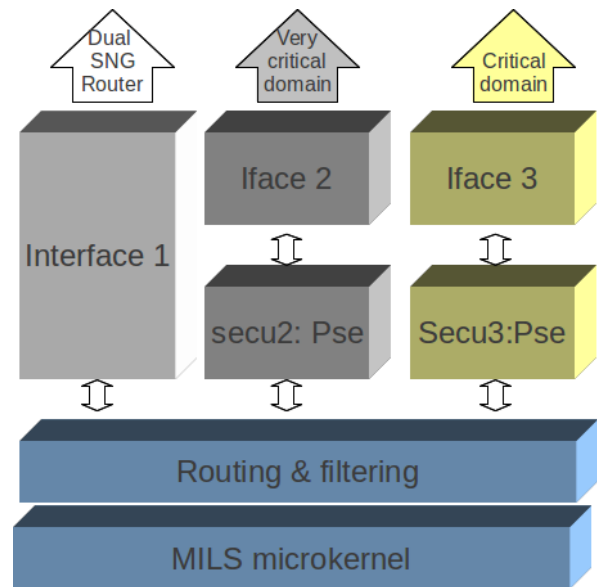 Dual
SNG
Router
Very
critical
domain
Critical
domain
Interface 1
Iface 2
Iface 3
secu2: Pse
Secu3:Pse
Routing & filtering
MILS microkernel